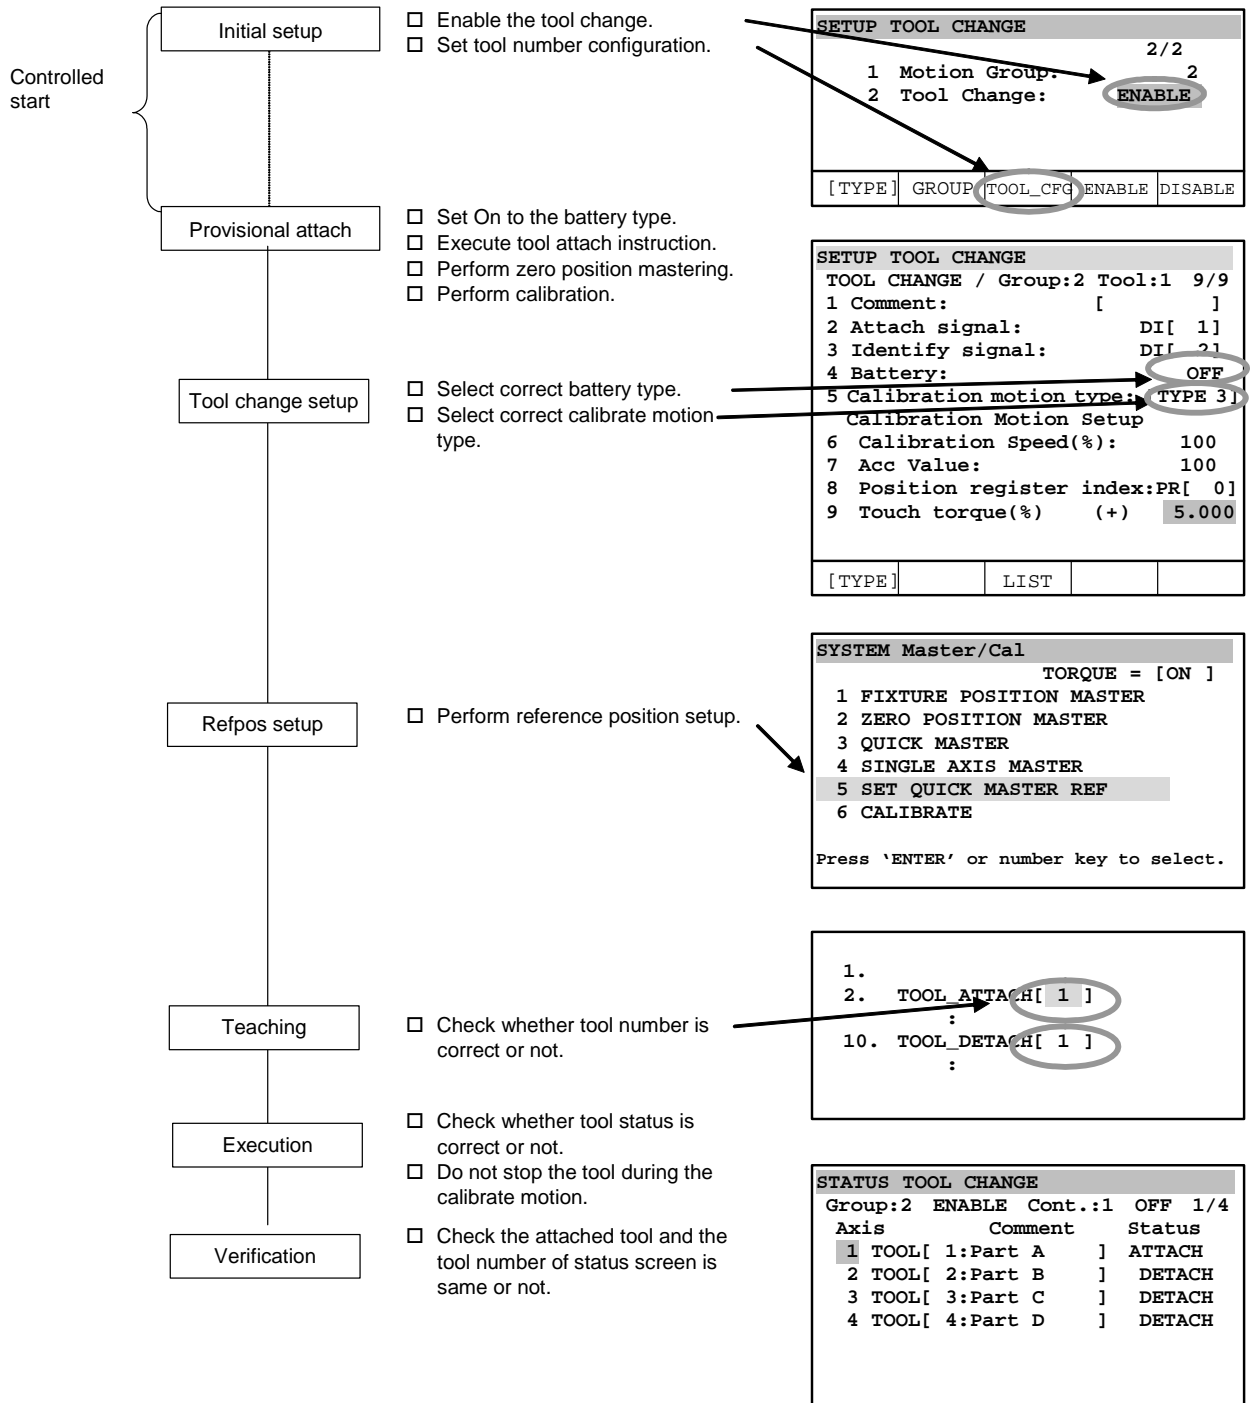 Controlled
start
Initial setup
□ Enable the tool change.
□ Set tool number configuration.
SETUP TOOL CHANGE
2/2
1 Motion Group: 2
2 Tool Change: ENABLE
[TYPE] GROUP TOOL_CFG ENABLE DISABLE
Provisional attach
□ Set On to the battery type.
□ Execute tool attach instruction.
□ Perform zero position mastering.
□ Perform calibration.
SETUP TOOL CHANGE
TOOL CHANGE / Group:2 Tool:1 9/9
1 Comment: [ ]
2 Attach signal: DI[ 1]
3 Identify signal: DI[ 2]
4 Battery: OFF
5 Calibration motion type: [TYPE 3]
Calibration Motion Setup
6 Calibration Speed(%): 100
7 Acc Value: 100
8 Position register index:PR[ 0]
9 Touch torque(%) (+) 5.000
[TYPE] LIST
Tool change setup
□ Select correct battery type.
□ Select correct calibrate motion
type.
SYSTEM Master/Cal
TORQUE = [ON ]
1 FIXTURE POSITION MASTER
2 ZERO POSITION MASTER
3 QUICK MASTER
4 SINGLE AXIS MASTER
5 SET QUICK MASTER REF
6 CALIBRATE
Press ‘ENTER’ or number key to select.
Refpos setup
□ Perform reference position setup.
1.
2. TOOL_ATTACH[ 1 ]
:
10. TOOL_DETACH[ 1 ]
:
Teaching
□ Check whether tool number is
correct or not.
Execution
□ Check whether tool status is
correct or not.
□ Do not stop the tool during the
calibrate motion.
Verification
□ Check the attached tool and the
tool number of status screen is
same or not.
STATUS TOOL CHANGE
Group:2 ENABLE Cont.:1 OFF 1/4
Axis Comment Status
1 TOOL[ 1:Part A ] ATTACH
2 TOOL[ 2:Part B ] DETACH
3 TOOL[ 3:Part C ] DETACH
4 TOOL[ 4:Part D ] DETACH